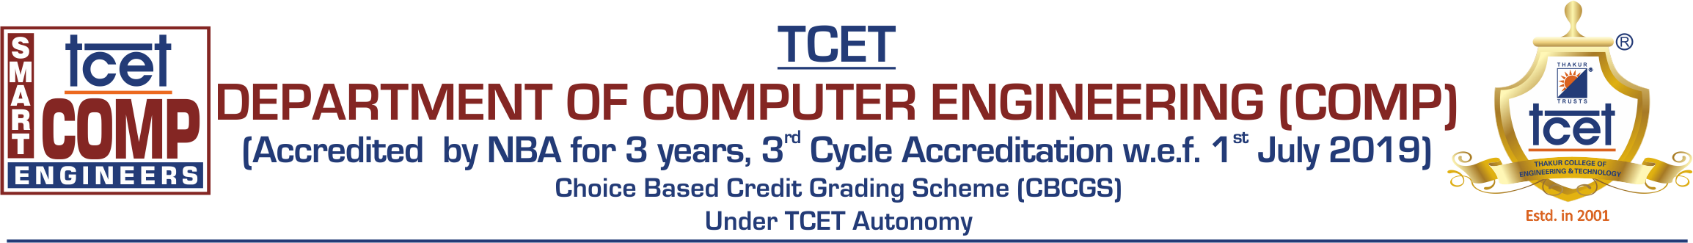 SMART
tcet
COMP
ENGINEERS
TCET
DEPARTMENT OF COMPUTER ENGINEERING (COMP)
(Accredited by NBA for 3 years, 3rd Cycle Accreditation w.e.f. 1st July 2019)
Choice Based Credit Grading Scheme (CBCGS)
Under TCET Autonomy
®
THAKUR
TRUSTS
tcet
THAKUR COLLEGE OF
ENGINEERING & TECHNOLOGY
Estd. in 2001